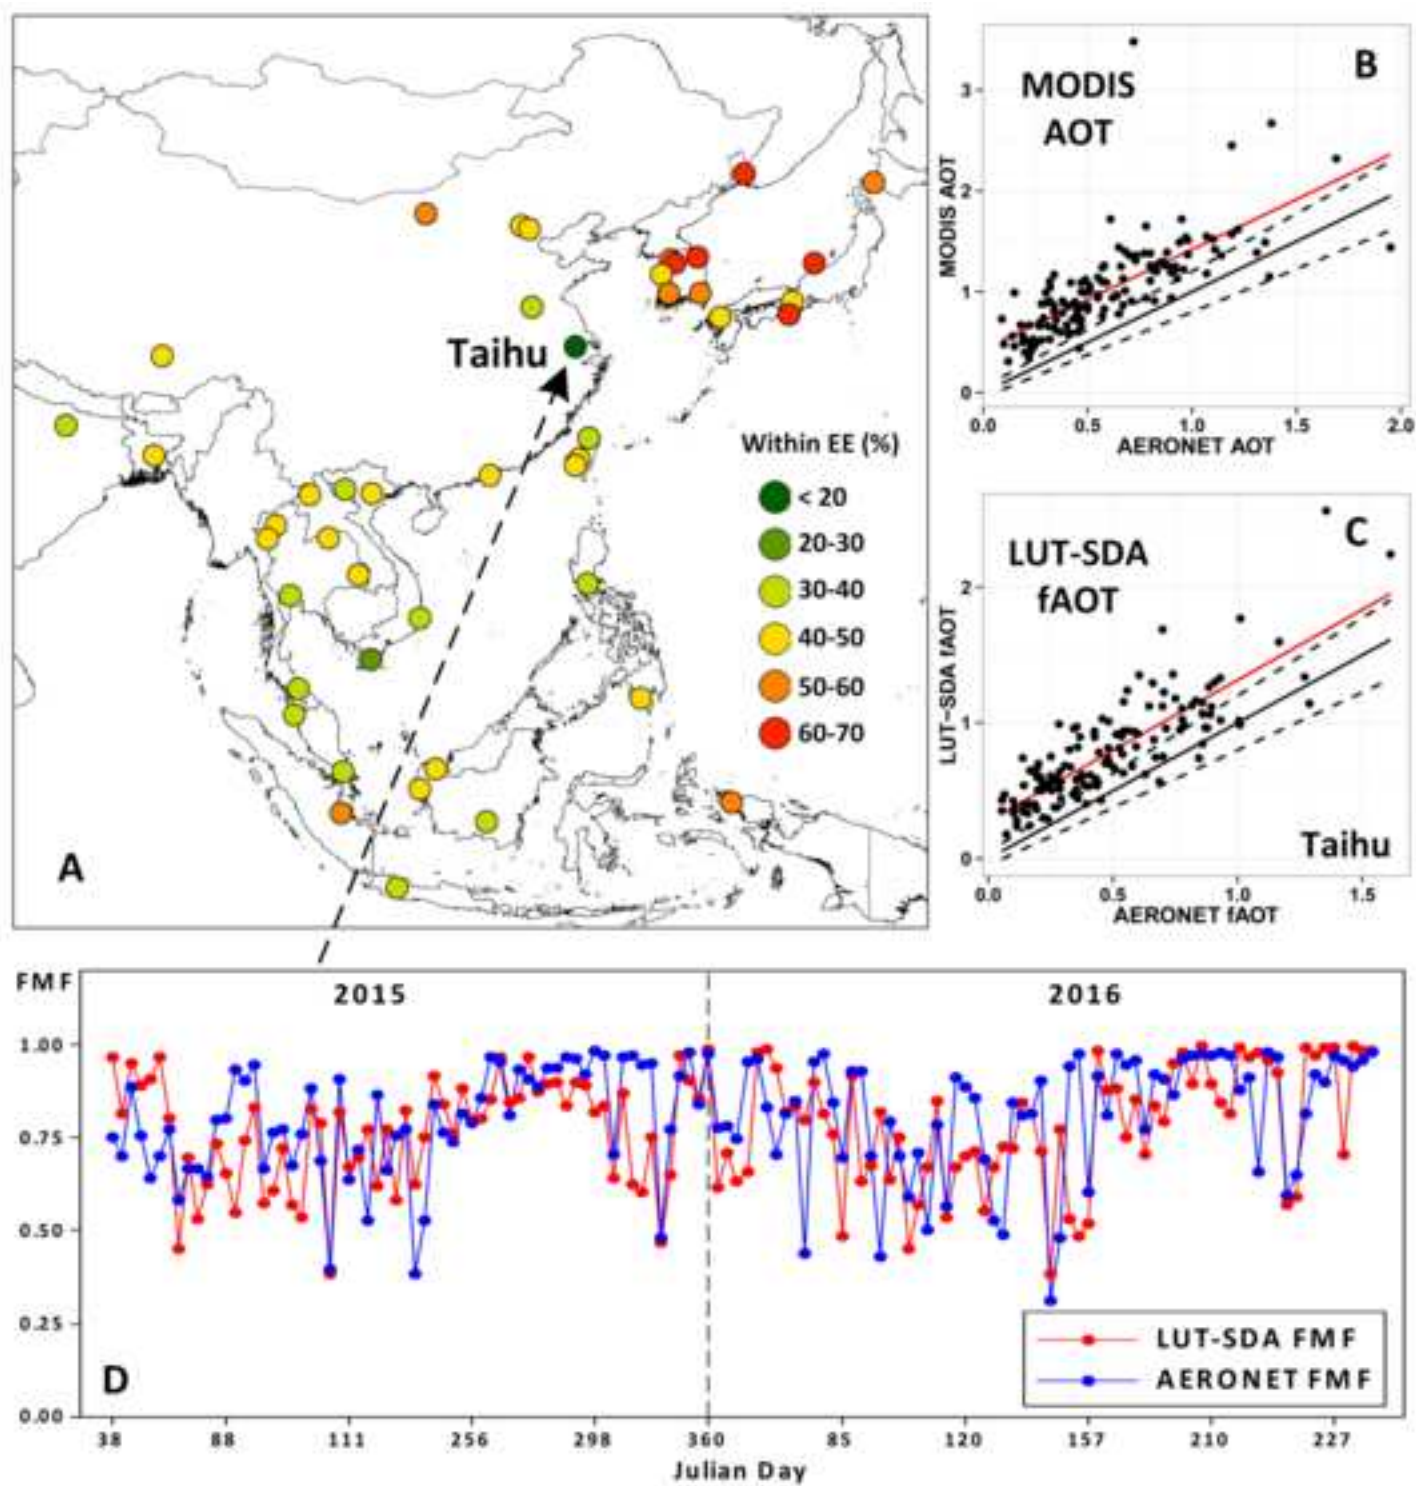 Taihu
Within EE (%)
< 20
20-30
30-40
40-50
50-60
60-70
A
B
MODIS
AOT
MODIS AOT
3
2
1
0
0.0 0.5 1.0 1.5 2.0
AERONET AOT
C
LUT-SDA
fAOT
LUT-SDA fAOT
2
1
0
Taihu
0.0 0.5 1.0 1.5
AERONET fAOT
FMF
2015 2016
1.00
0.75
0.50
0.25
0.00
D
LUT-SDA FMF
AERONET FMF
38 88 111 256 298 360 85 120 157 210 227
Julian Day